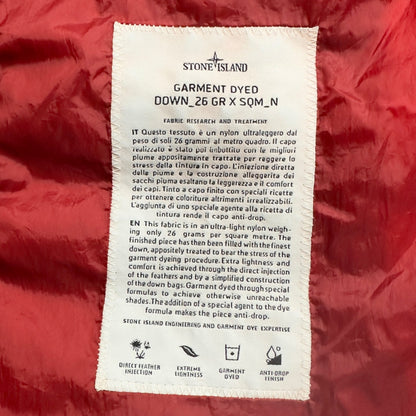 STONE ISLAND
GARMENT DYED
DOWN_26 GR X SQM_N
FABRIC RESEARCH AND TREATMENT
IT Questo tessuto è un nylon ultraleggero dal
peso di soli 26 grammi al metro quadro. Il capo
realizzato è stato poi imbottito con le migliori
piume appositamente trattate per reggere lo
stress della tintura in capo. L'iniezione diretta
delle piume e la costruzione alleggerita dei
sacchi piuma esaltano la leggerezza e il comfort
dei capi. Tinto a capo finito con speciali ricette
per ottenere coloriture altrimenti irrealizzabili.
L'aggiunta di uno speciale agente alla ricetta di
tintura rende il capo anti-drop.
EN This fabric is an ultra-light nylon weigh-
ing only 26 grams per square metre. The
finished piece has then been filled with the finest
down, appositely treated to bear the stress of the
garment dyeing procedure. Extra lightness and
comfort is achieved through the direct injection
of the feathers and by a simplified construction
of the down bags. Garment dyed through special
formulas to achieve otherwise unreachable
shades. The addition of a special agent to the dye
formula makes the piece anti-drop.
STONE ISLAND ENGINEERING AND GARMENT DYE EXPERTISE
DIRECT FEATHER
INJECTION
EXTREME
LIGHTNESS
GARMENT
DYED
ANTI-DROP
FINISH